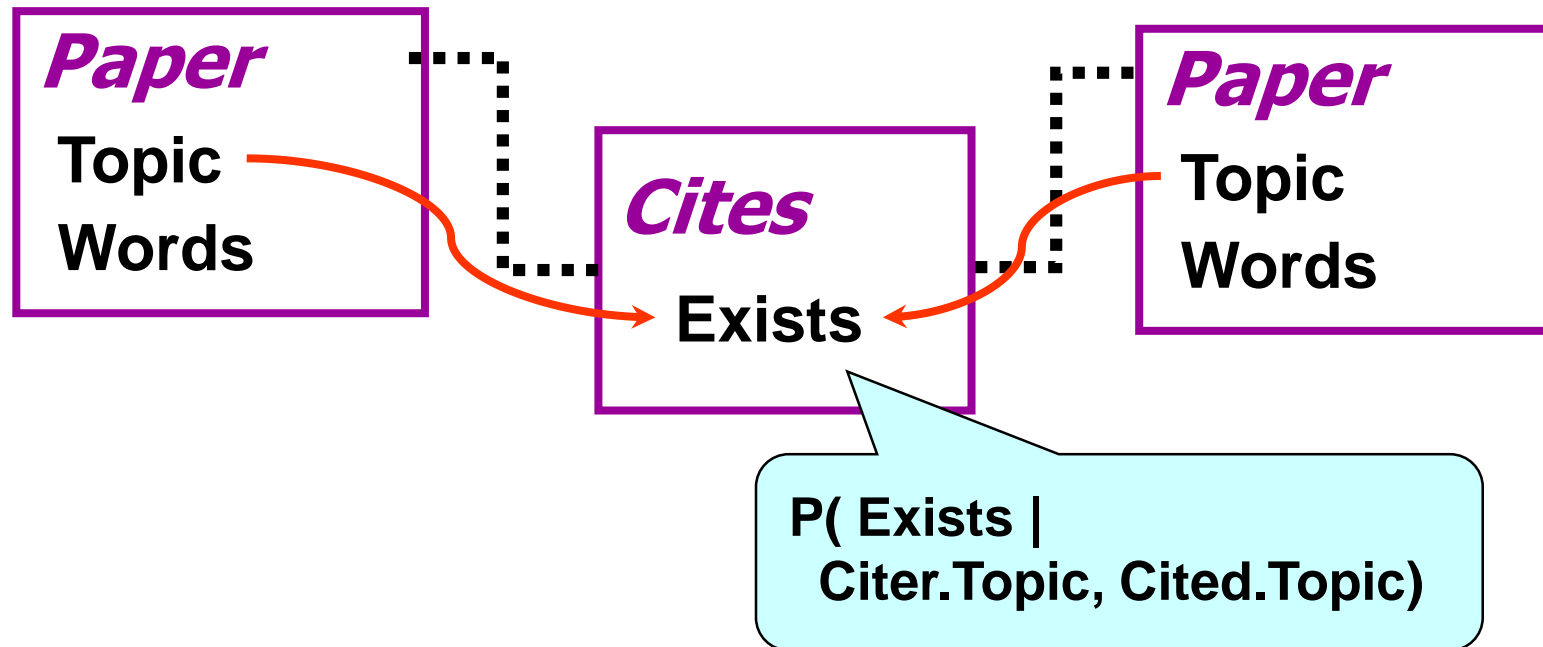 Paper
Topic
Words
Cites
Exists
Paper
Topic
Words
P( Exists |
Citer.Topic, Cited.Topic)